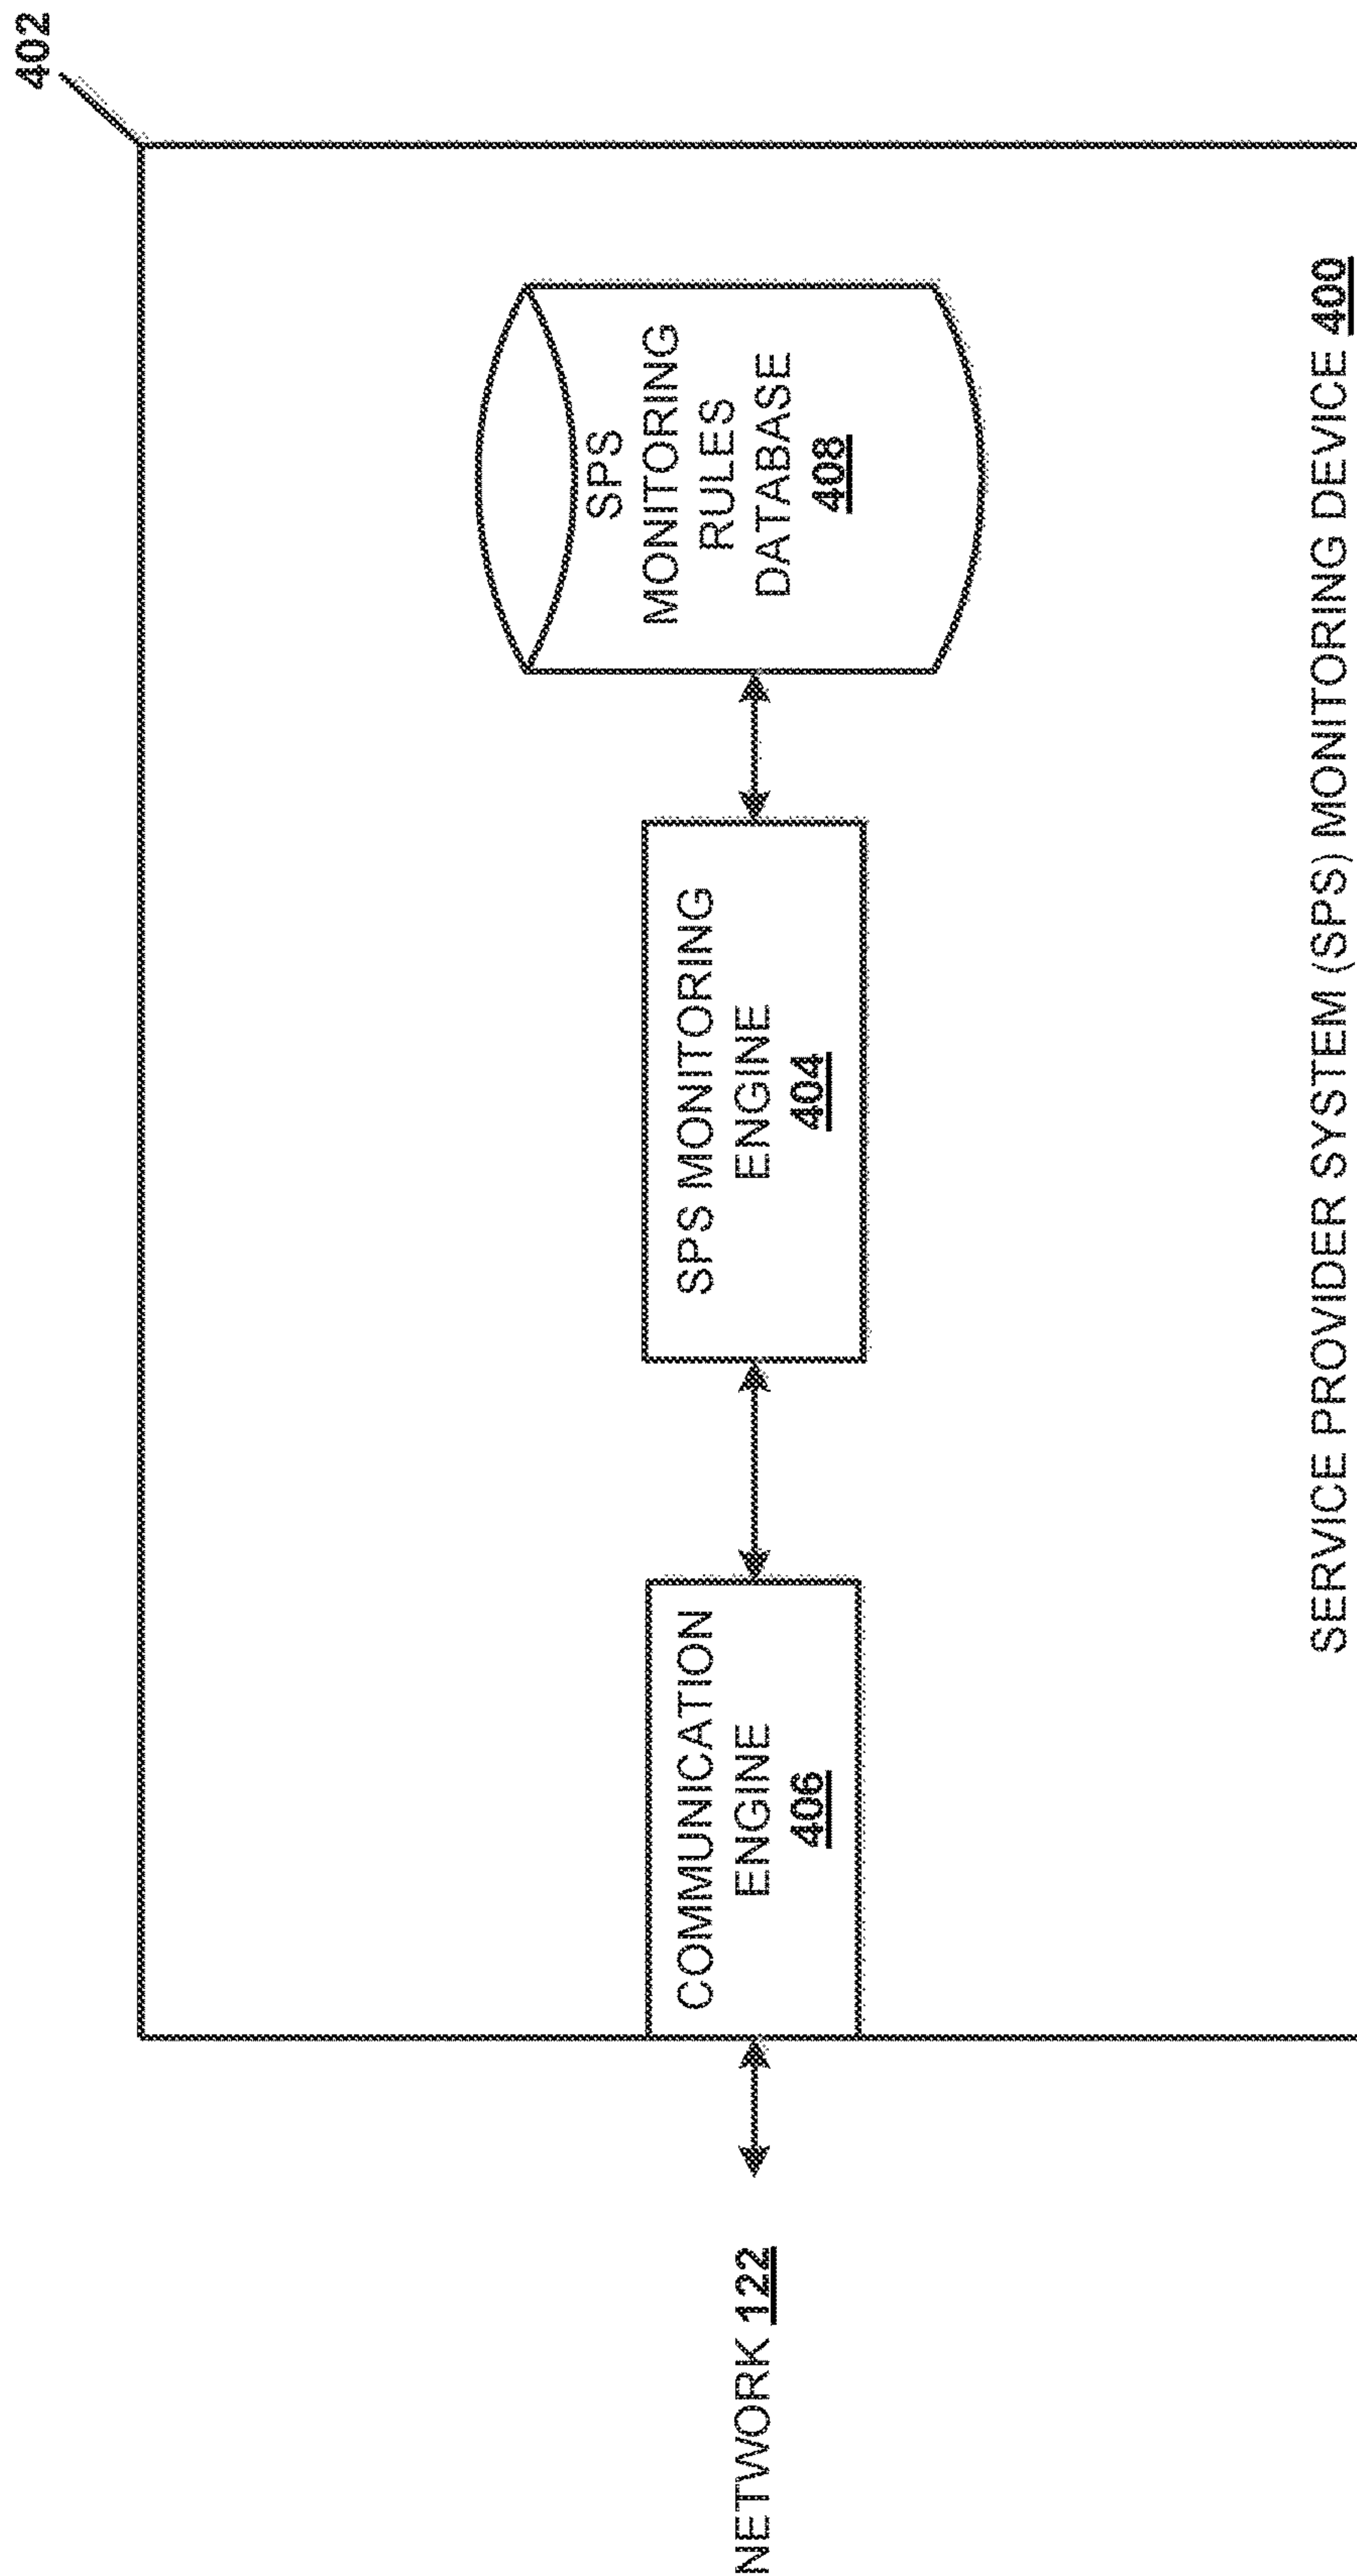 402
NETWORK 122
COMMUNICATION
ENGINE
406
SPS MONITORING
ENGINE
404
SPS
MONITORING
RULES
DATABASE
408
SERVICE PROVIDER SYSTEM (SPS) MONITORING DEVICE 400